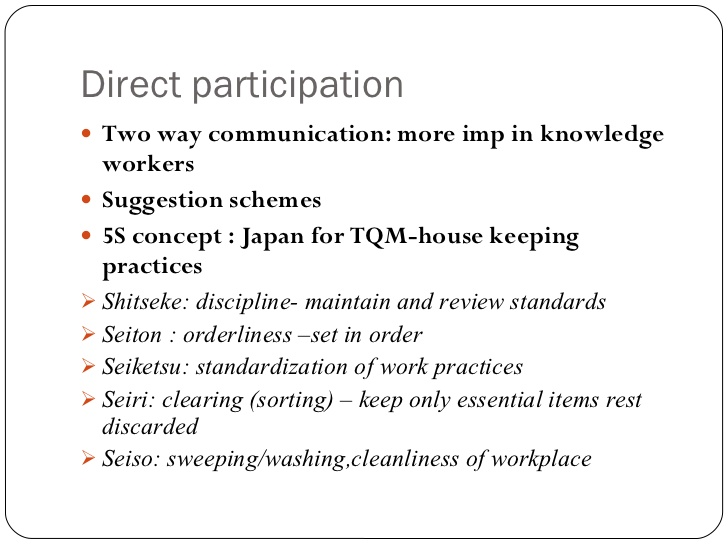 Direct participation
Two way communication: more imp in knowledge
workers
Suggestion schemes
5S concept : Japan for TQM-house keeping
practices
Shitseke: discipline- maintain and review standards
Seiton : orderliness –set in order
Seiketsu: standardization of work practices
Seiri: clearing (sorting) – keep only essential items rest
discarded
Seiso: sweeping/washing,cleanliness of workplace